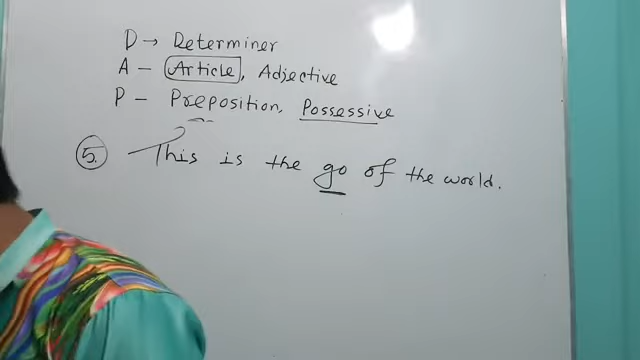 D → Determiner
A - Article, Adjective
P - Preposition, Possessive
5. This is the go of the world.